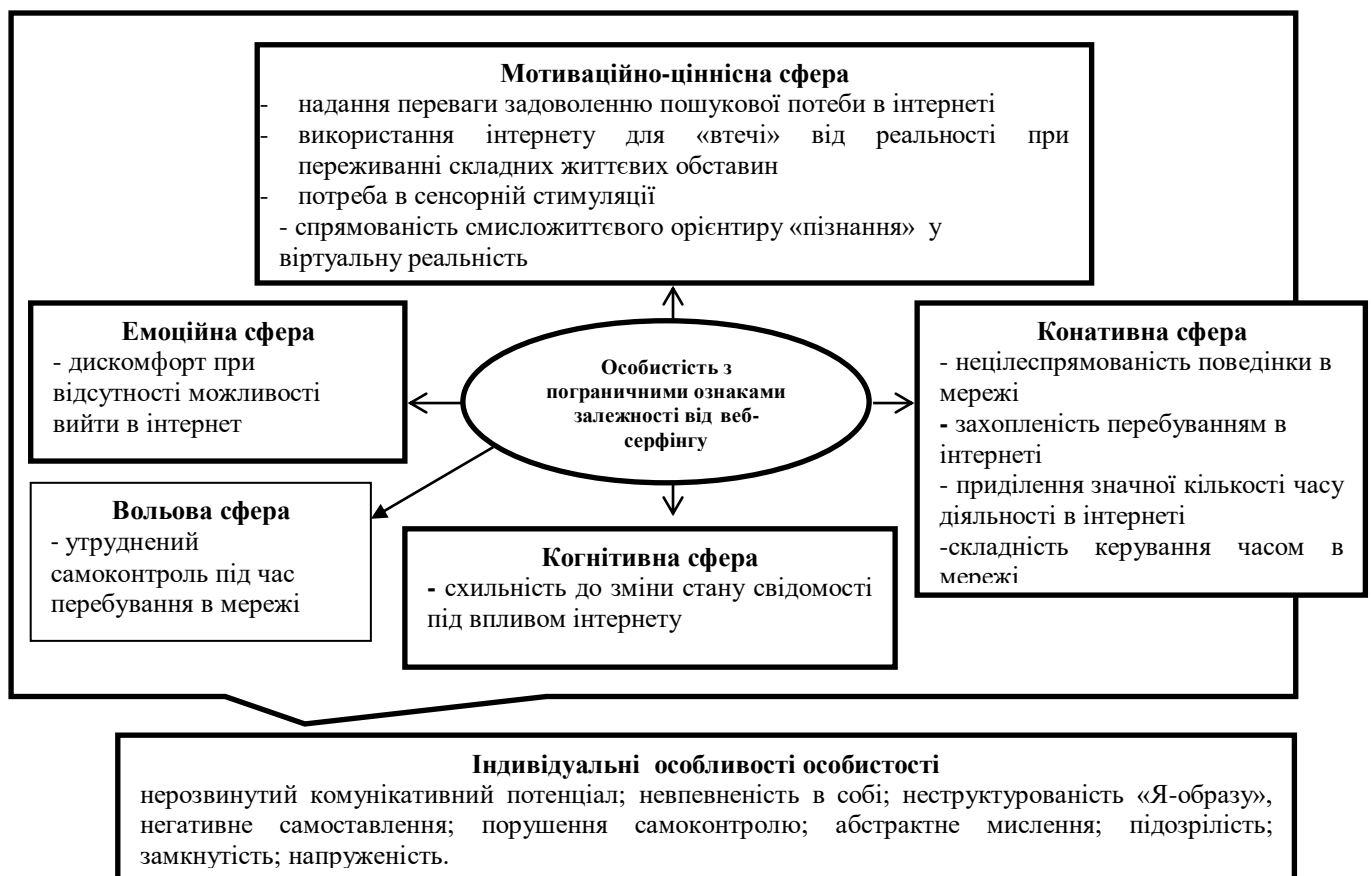 Мотиваційно-ціннісна сфера
- надання переваги задоволенню пошукової потеби в інтернеті
- використання інтернету для «втечі» від реальності при
переживанні складних життєвих обставин
- потреба в сенсорній стимуляції
- спрямованість смисложиттєвого орієнтиру «пізнання» у
віртуальну реальність
Емоційна сфера
- дискомфорт при
відсутності можливості
вийти в інтернет
Особистість з
пограничними ознаками
залежності від веб-
серфінгу
Конативна сфера
- нецілеспрямованість поведінки в
мережі
- захопленість перебуванням в
інтернеті
- приділення значної кількості часу
діяльності в інтернеті
-складність керування часом в
мережі
Вольова сфера
- утруднений
самоконтроль під час
перебування в мережі
Когнітивна сфера
- схильність до зміни стану свідомості
під впливом інтернету
Індивідуальні особливості особистості
нерозвинутий комунікативний потенціал; невпевненість в собі; неструктурованість «Я-образу»,
негативне самоставлення; порушення самоконтролю; абстрактне мислення; підозрілість;
замкнутість; напруженість.